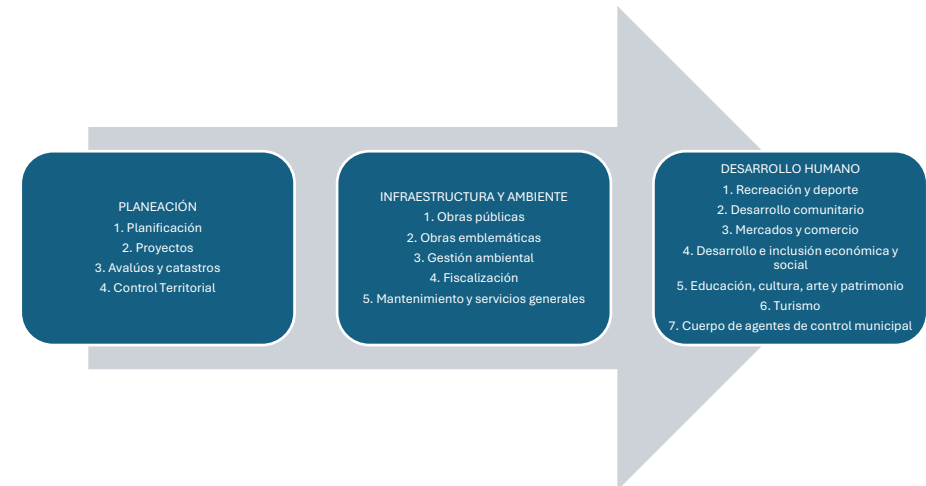 PLANEACIÓN
1. Planificación
2. Proyectos
3. Avalúos y catastros
4. Control Territorial
INFRAESTRUCTURA Y AMBIENTE
1. Obras públicas
2. Obras emblemáticas
3. Gestión ambiental
4. Fiscalización
5. Mantenimiento y servicios generales
DESARROLLO HUMANO
1. Recreación y deporte
2. Desarrollo comunitario
3. Mercados y comercio
4. Desarrollo e inclusión económica y
social
5. Educación, cultura, arte y patrimonio
6. Turismo
7. Cuerpo de agentes de control municipal